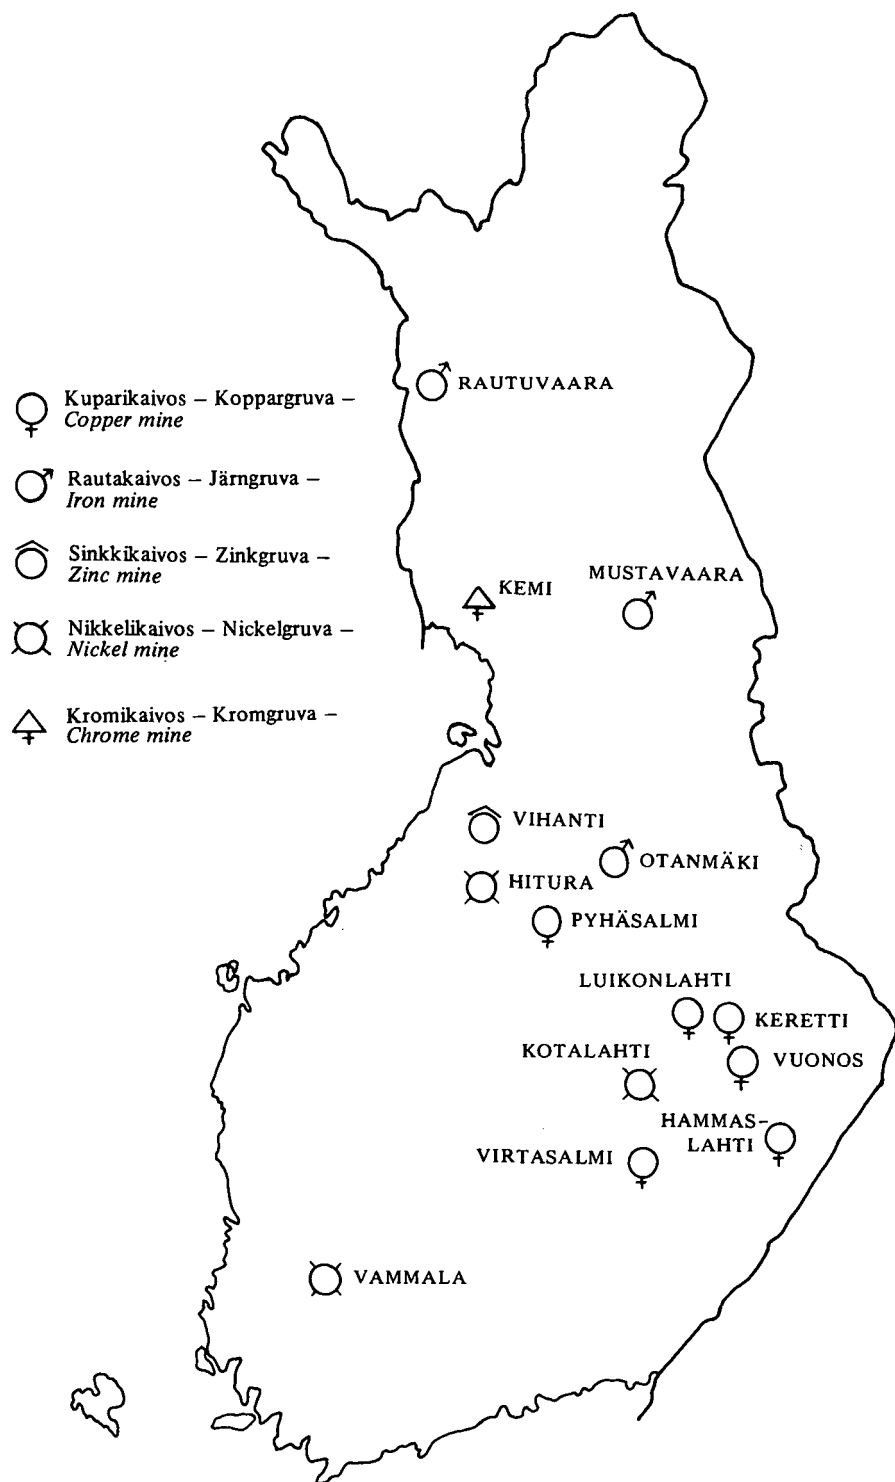 RAUTUVAARA
Kuparikaivos – Koppargruva –
Copper mine
Rautakaivos – Järngruva –
Iron mine
Sinkkikaivos – Zinkgruva –
Zinc mine
Nikkelikaivos – Nickelgruva –
Nickel mine
Kromikaivos – Kromgruva –
Chrome mine
MUSTAVAARA
KEMI
VIHANTI
OTANMÄKI
HITURA
PYHÄSALMI
LUIKONLAHTI
KERETTI
KOTALAHTI
VUONOS
HAMMAS-
LAHTI
VIRTASALMI
VAMMALA